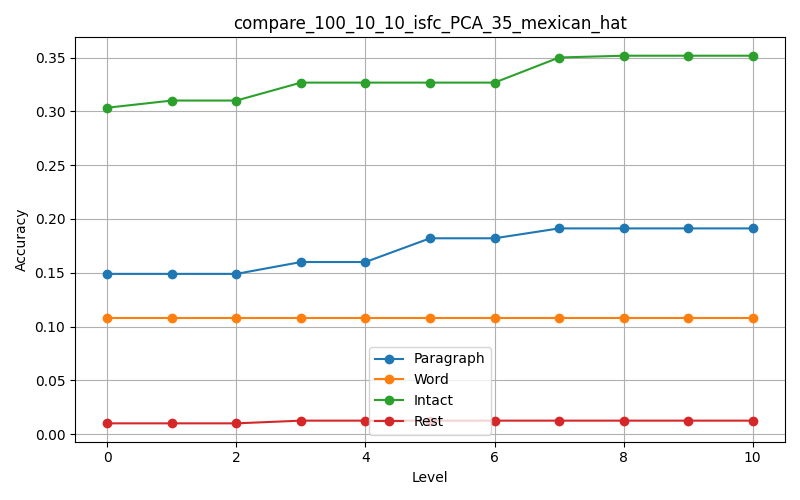 compare_100_10_10_isfc_PCA_35_mexican_hat
Accuracy
0.35
0.30
0.25
0.20
0.15
0.10
0.05
0.00
Paragraph
Word
Intact
Rest
0 2 4 6 8 10
Level